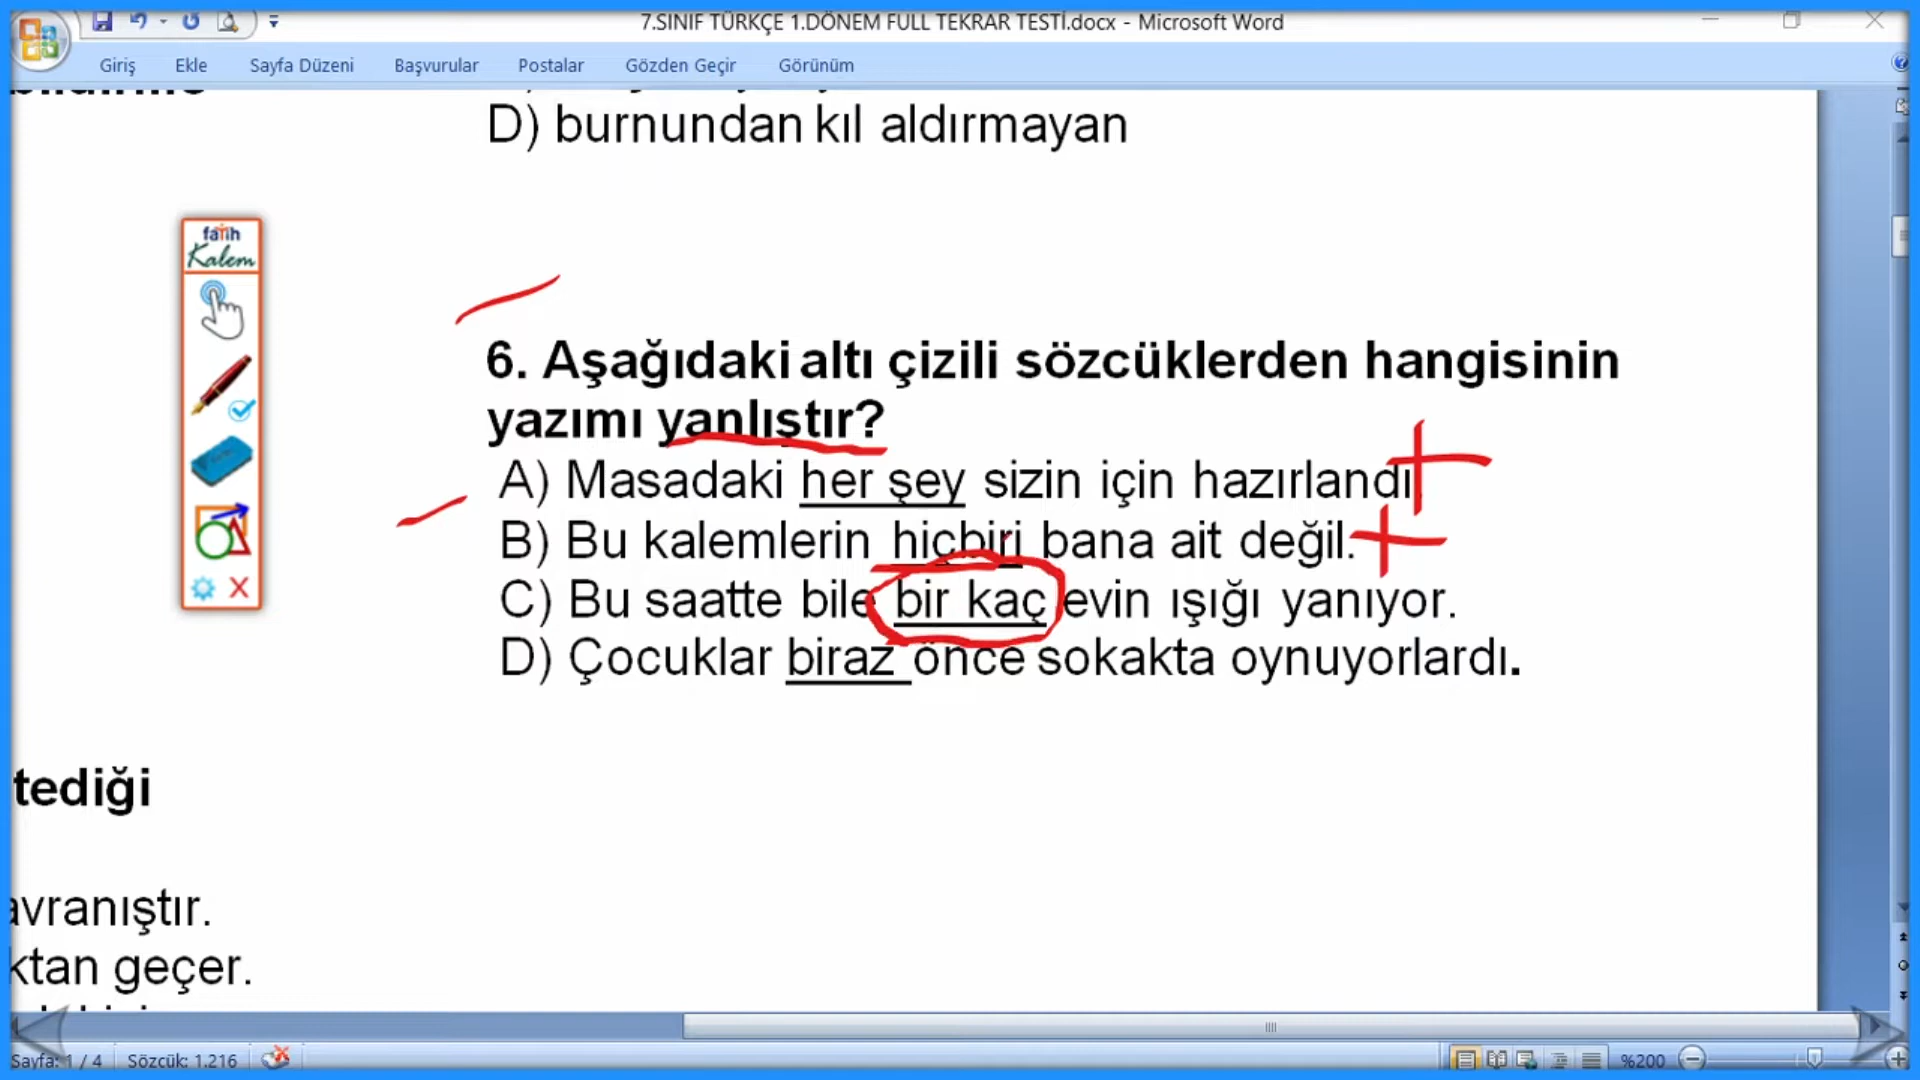 7.SINIF TÜRKÇE 1.DÖNEM FULL TEKRAR TESTİ.docx - Microsoft Word
Giriş Ekle Sayfa Düzeni Başvurular Postalar Gözden Geçir Görünüm
D) burnundan kıl aldırmayan
fatih
Kalem
6. Aşağıdaki altı çizili sözcüklerden hangisinin
yazımı yanlıştır?
A) Masadaki her şey sizin için hazırlandı.
B) Bu kalemlerin hiçbiri bana ait değil.
C) Bu saatte bile bir kaç evin ışığı yanıyor.
D) Çocuklar biraz önce sokakta oynuyorlardı.
tediği
avranıştır.
ktan geçer.
Sayfa: 1 / 4 Sözcük: 1.216 %200